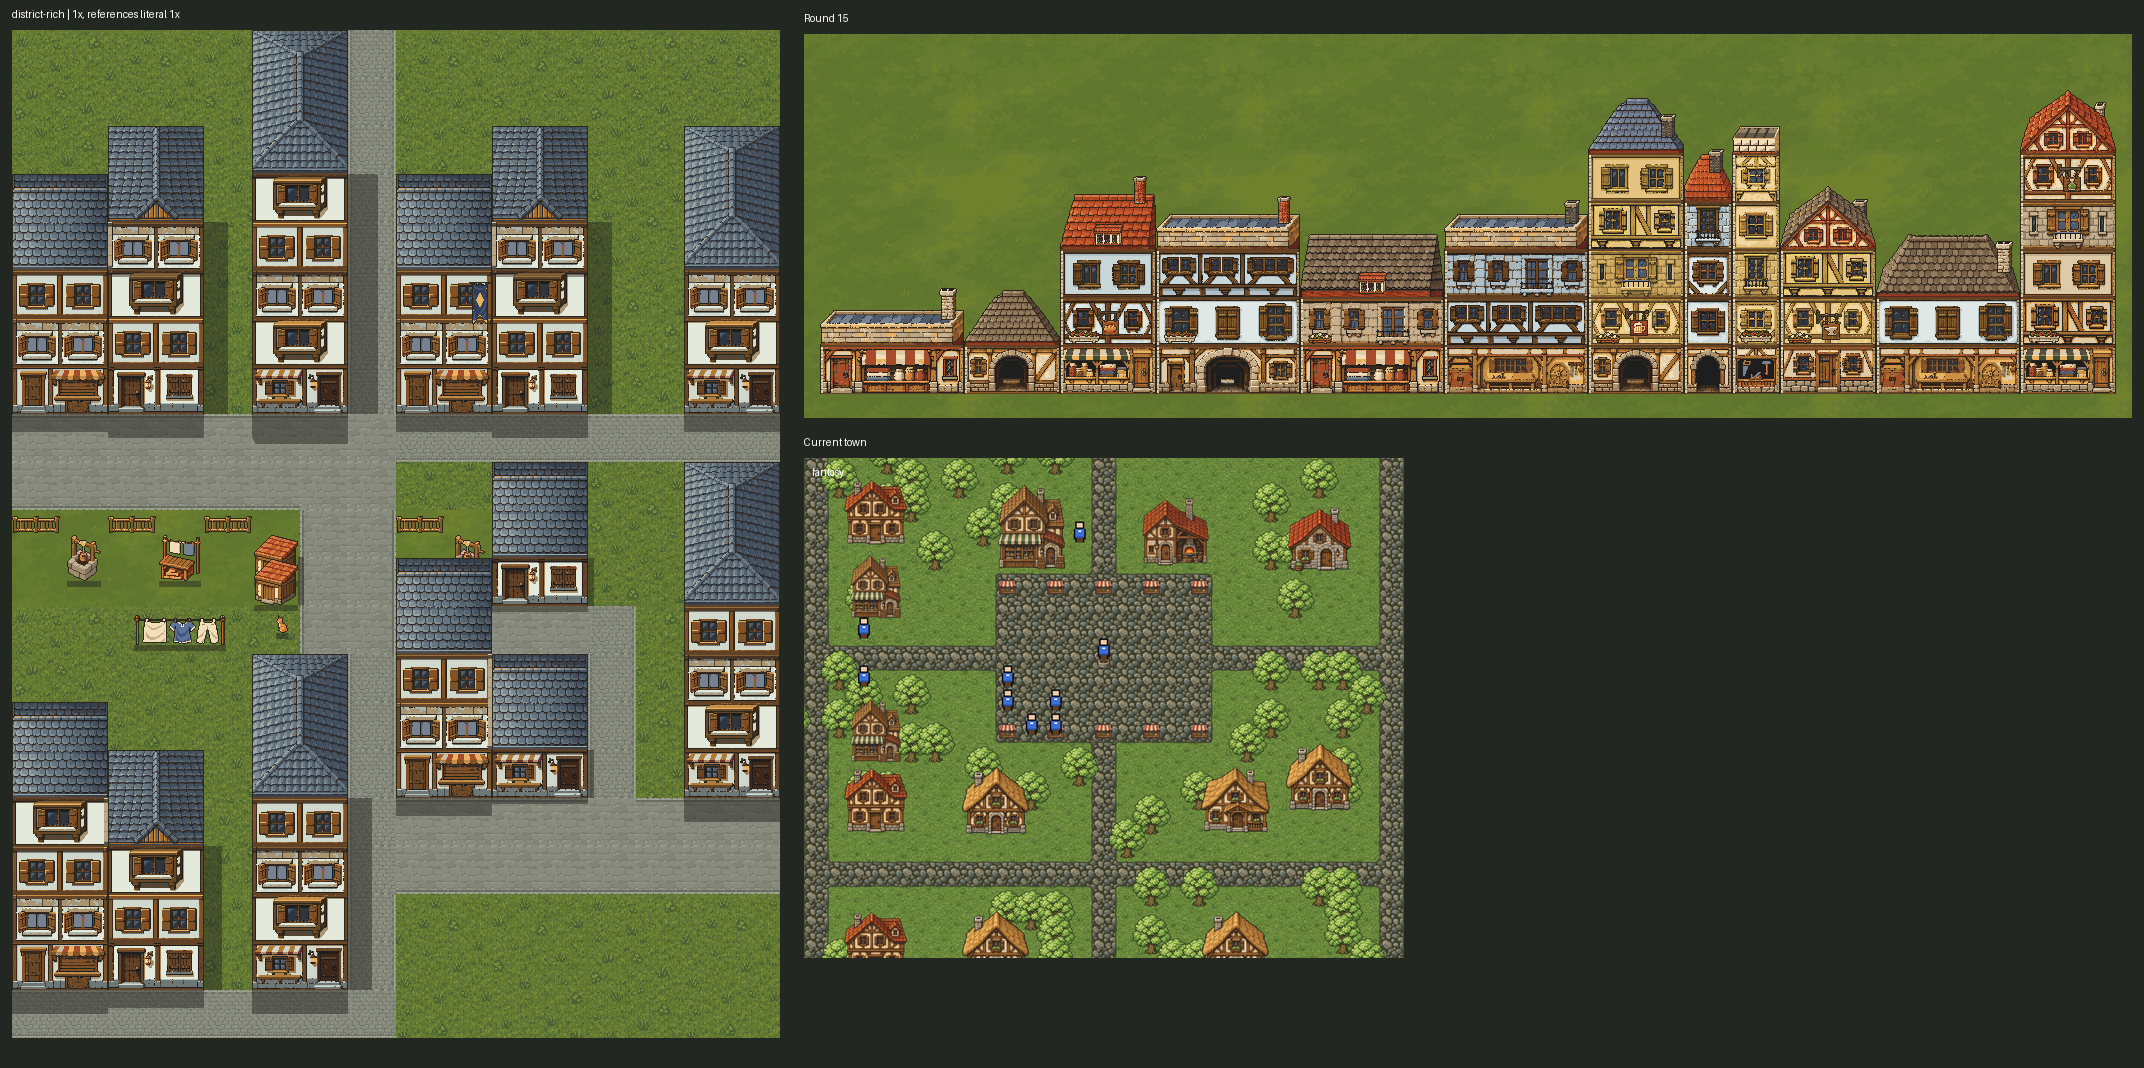 district-rich | 1x, references literal 1x
Round 15
Current town
fantasy